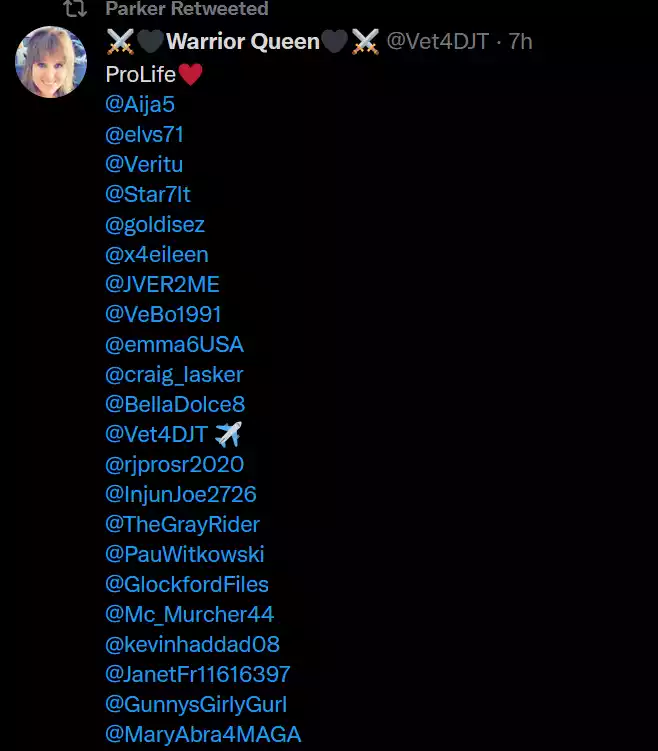 Parker Retweeted
⚔️🖤Warrior Queen🖤⚔️ @Vet4DJT · 7h
ProLife♥️
@Aija5
@elvs71
@Veritu
@Star7lt
@goldisez
@x4eileen
@JVER2ME
@VeBo1991
@emma6USA
@craig_lasker
@BellaDolce8
@Vet4DJT ✈️
@rjprosr2020
@InjunJoe2726
@TheGrayRider
@PauWitkowski
@GlockfordFiles
@Mc_Murcher44
@kevinhaddad08
@JanetFr11616397
@GunnysGirlyGurl
@MaryAbra4MAGA